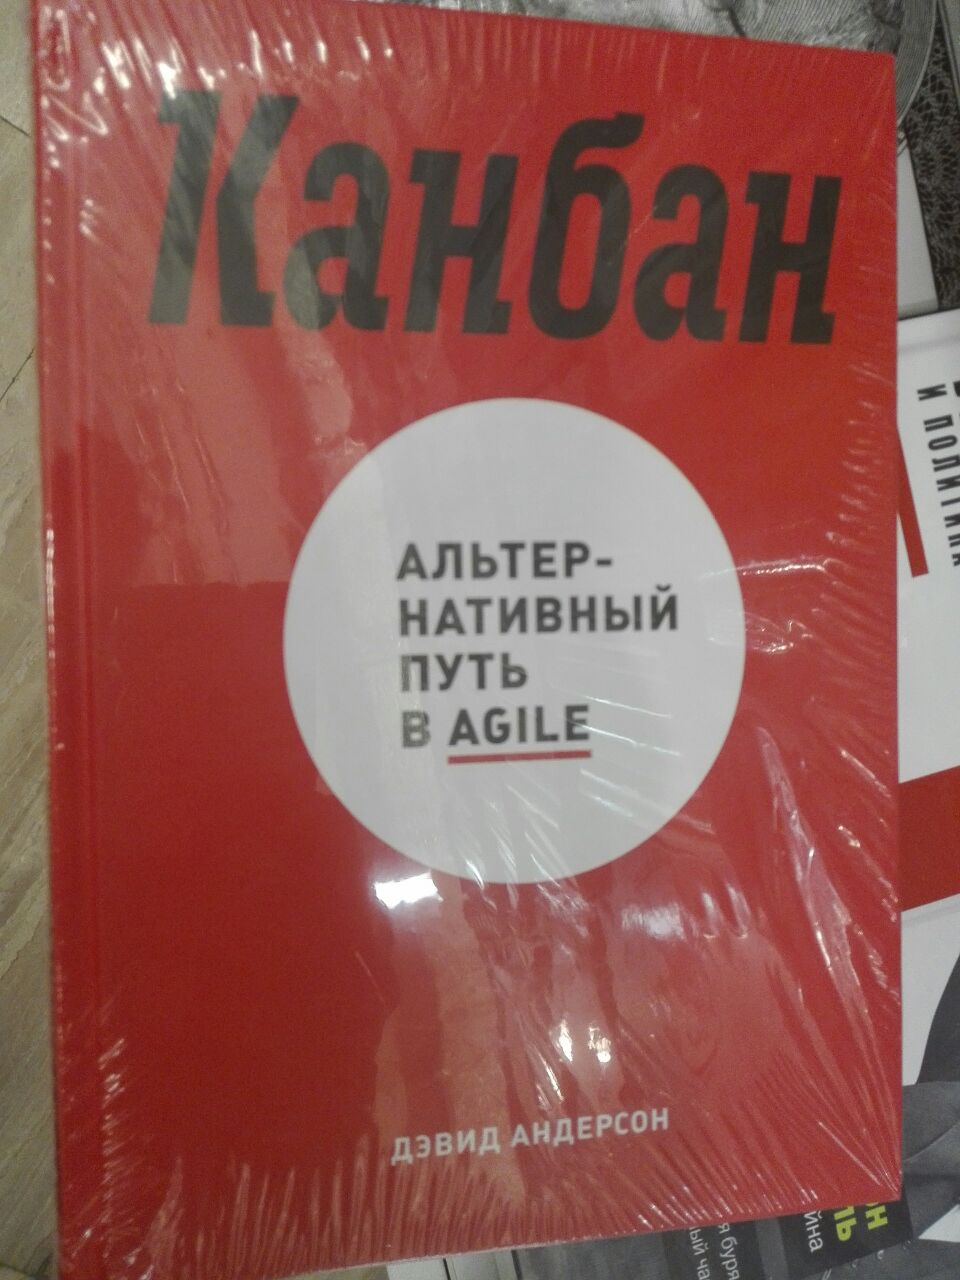 Канбан
АЛЬТЕР-
НАТИВНЫЙ
ПУТЬ
В AGILE
ДЭВИД АНДЕРСОН
И ПОЛИТИКА